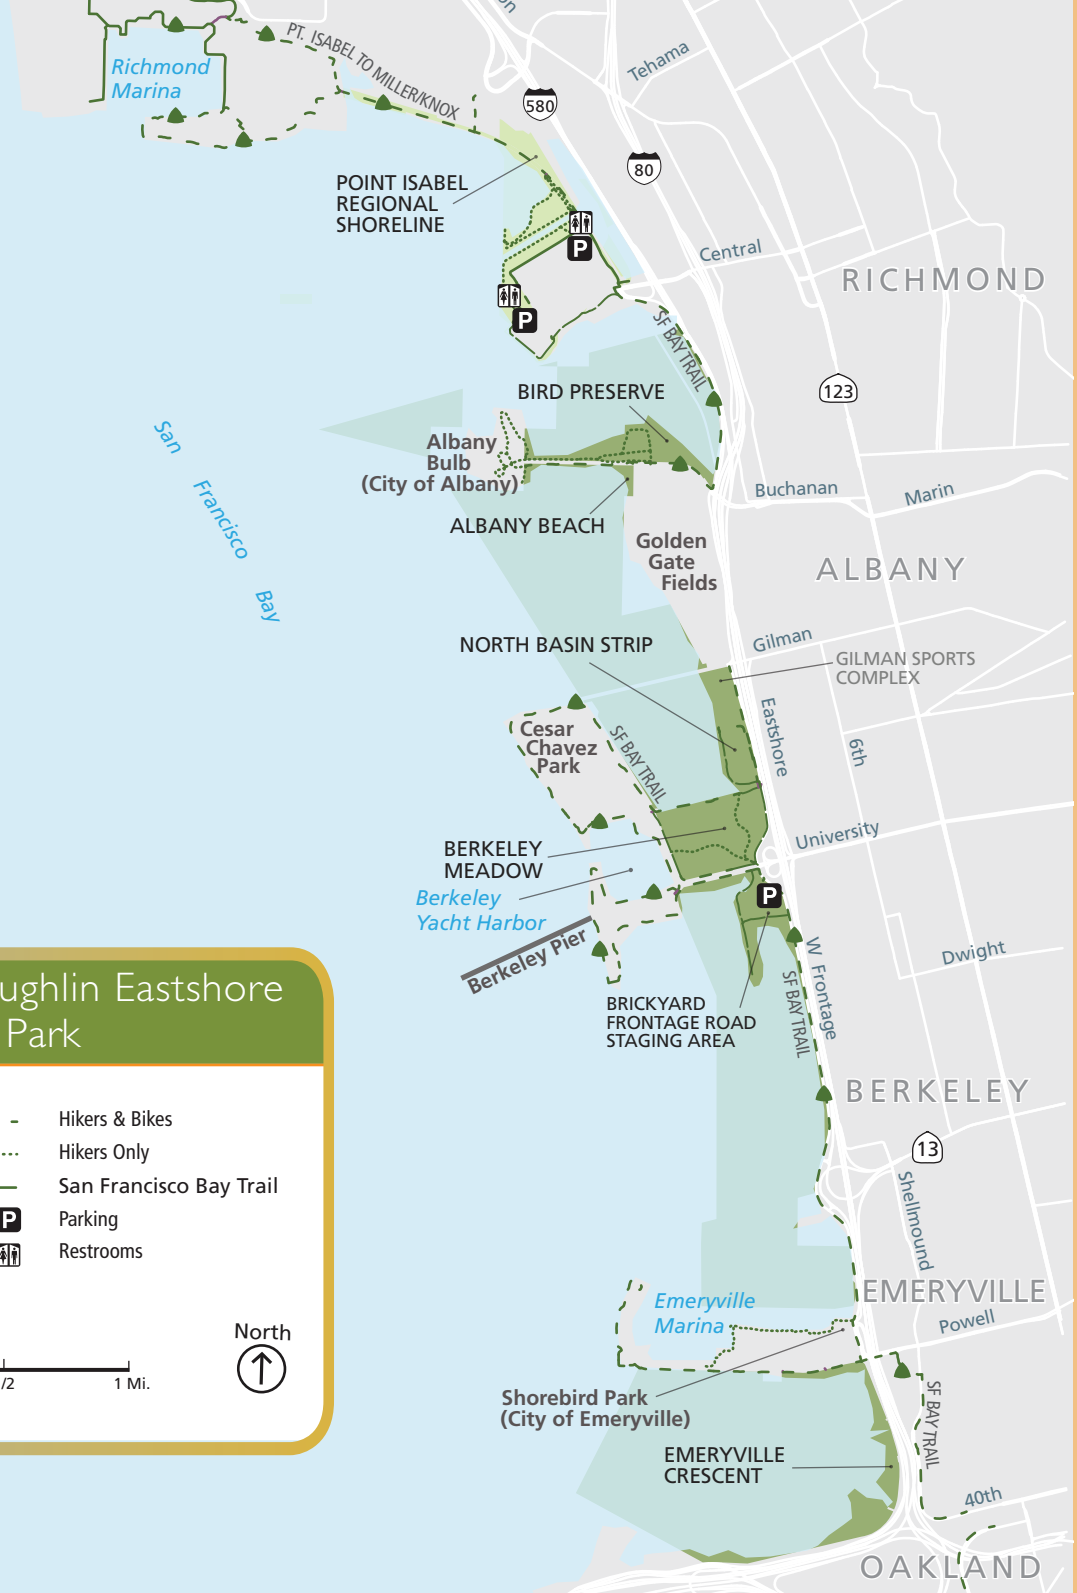 on
PT. ISABEL TO MILLER/KNOX
Tehama
Richmond
Marina
580
80
POINT ISABEL
REGIONAL
SHORELINE
P
Central
RICHMOND
P
SF BAY TRAIL
BIRD PRESERVE
123
San
Francisco
Bay
Albany
Bulb
(City of Albany)
Buchanan
Marin
ALBANY BEACH
Golden
Gate
Fields
ALBANY
NORTH BASIN STRIP
Gilman
GILMAN SPORTS
COMPLEX
Eastshore
6th
Cesar
Chavez
Park
SF BAY TRAIL
University
BERKELEY
MEADOW
Berkeley
Yacht Harbor
P
Berkeley Pier
W Frontage
Dwight
SF BAY TRAIL
BRICKYARD
FRONTAGE ROAD
STAGING AREA
ughlin Eastshore
Park
BERKELEY
13
Hikers & Bikes
Hikers Only
San Francisco Bay Trail
P
Parking
Restrooms
Shellmound
EMERYVILLE
Emeryville
Marina
Powell
North
/2
1 Mi.
Shorebird Park
(City of Emeryville)
SF BAY TRAIL
EMERYVILLE
CRESCENT
40th
OAKLAND